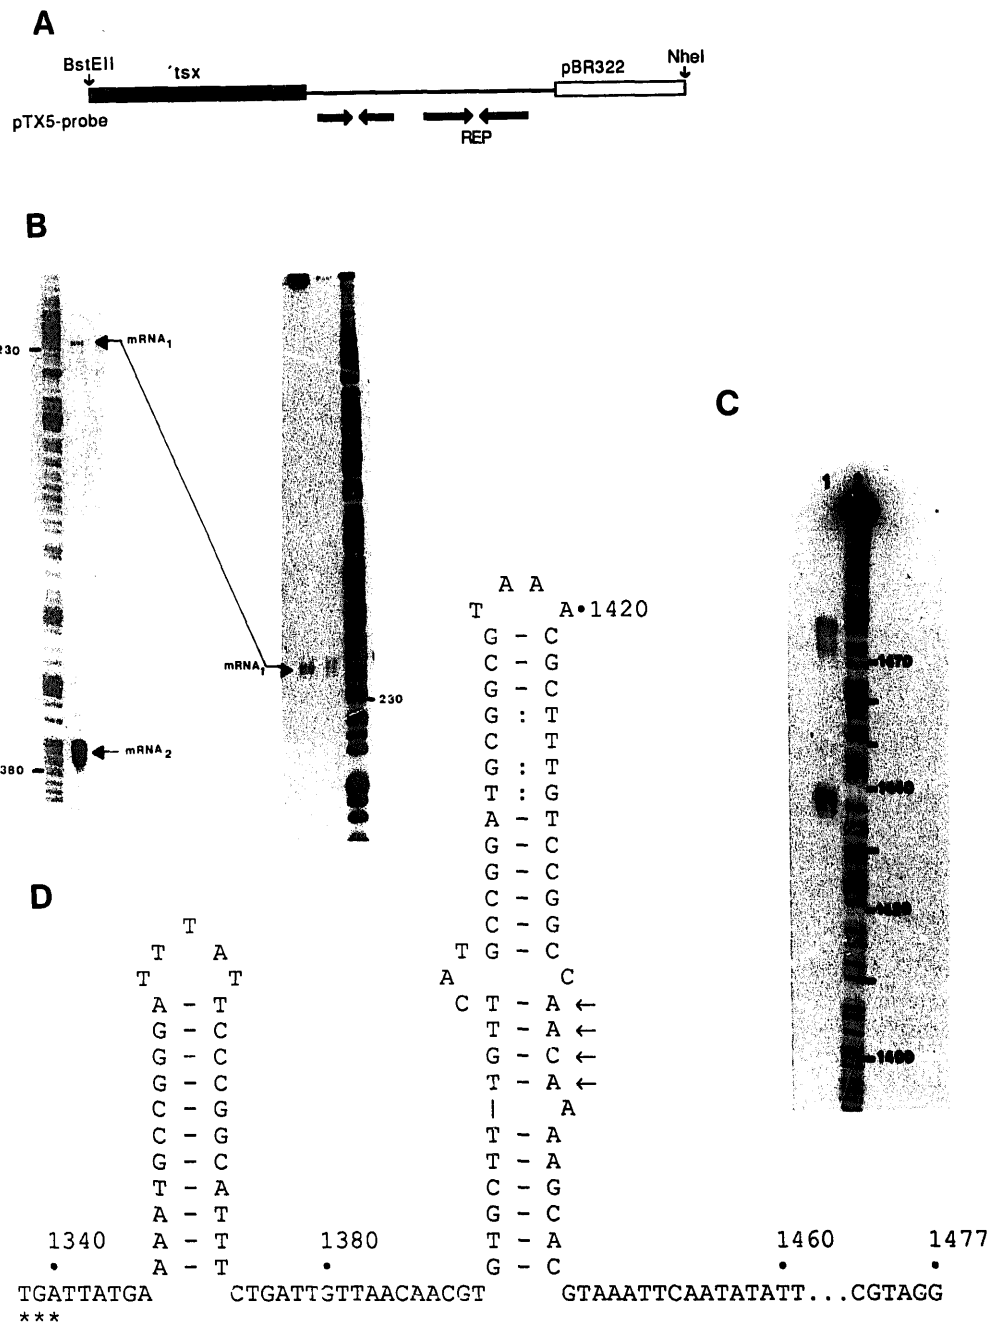 A
BstEII
´tsx
pBR322
NheI
pTX5-probe
REP
B
mRNA1
230
mRNA1
230
mRNA2
380
C
1
1470
D
A A
T A•1420
G - C
C - G
C - C
G : T
C T
G : T
T : G
A - T
G - C
G - C
C - G
C - G
T G - C
A C
C T - A ←
T - A ←
G - C ←
T - A ←
| A
T - A
T - A
C - G
G - C
T - A
G - C
T
T A
T T
A - T
G - C
G - C
G - C
C - G
C - G
G - C
T - A
A - T
A - T
A - T
1340
1380
1460
1477
TGATTATGA
CTGATTGTTAACAACGT
GTAAATTCAATATATT...CGTAGG
***